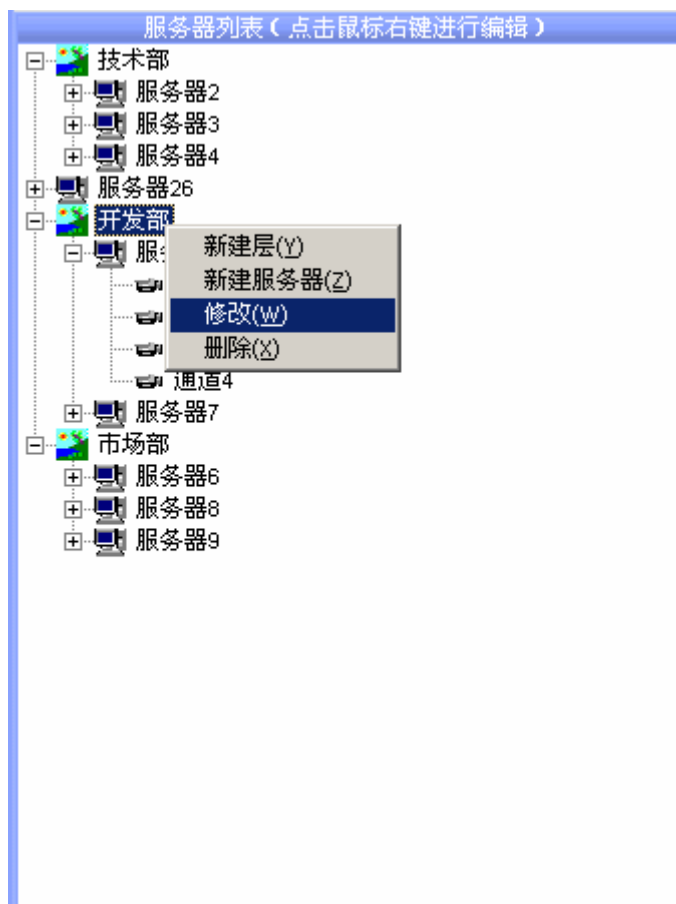 服务器列表(点击鼠标右键进行编辑)
技术部
服务器2
服务器3
服务器4
服务器26
开发部
新建层(Y)
服
新建服务器(Z)
修改(W)
删除(X)
通道4
服务器7
市场部
服务器6
服务器8
服务器9